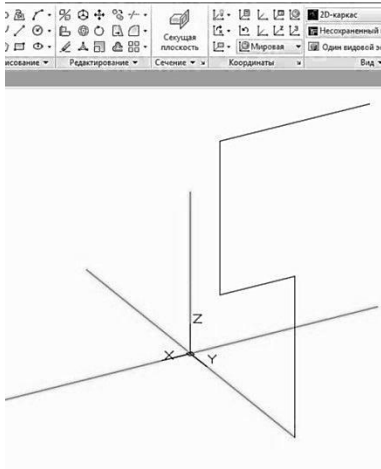 2D-каркас
Секущая
плоскость
Несохраненный
Мировая
Один видовой э
исование
Редактирование
Сечение
Координаты
Вид
Z
X
Y